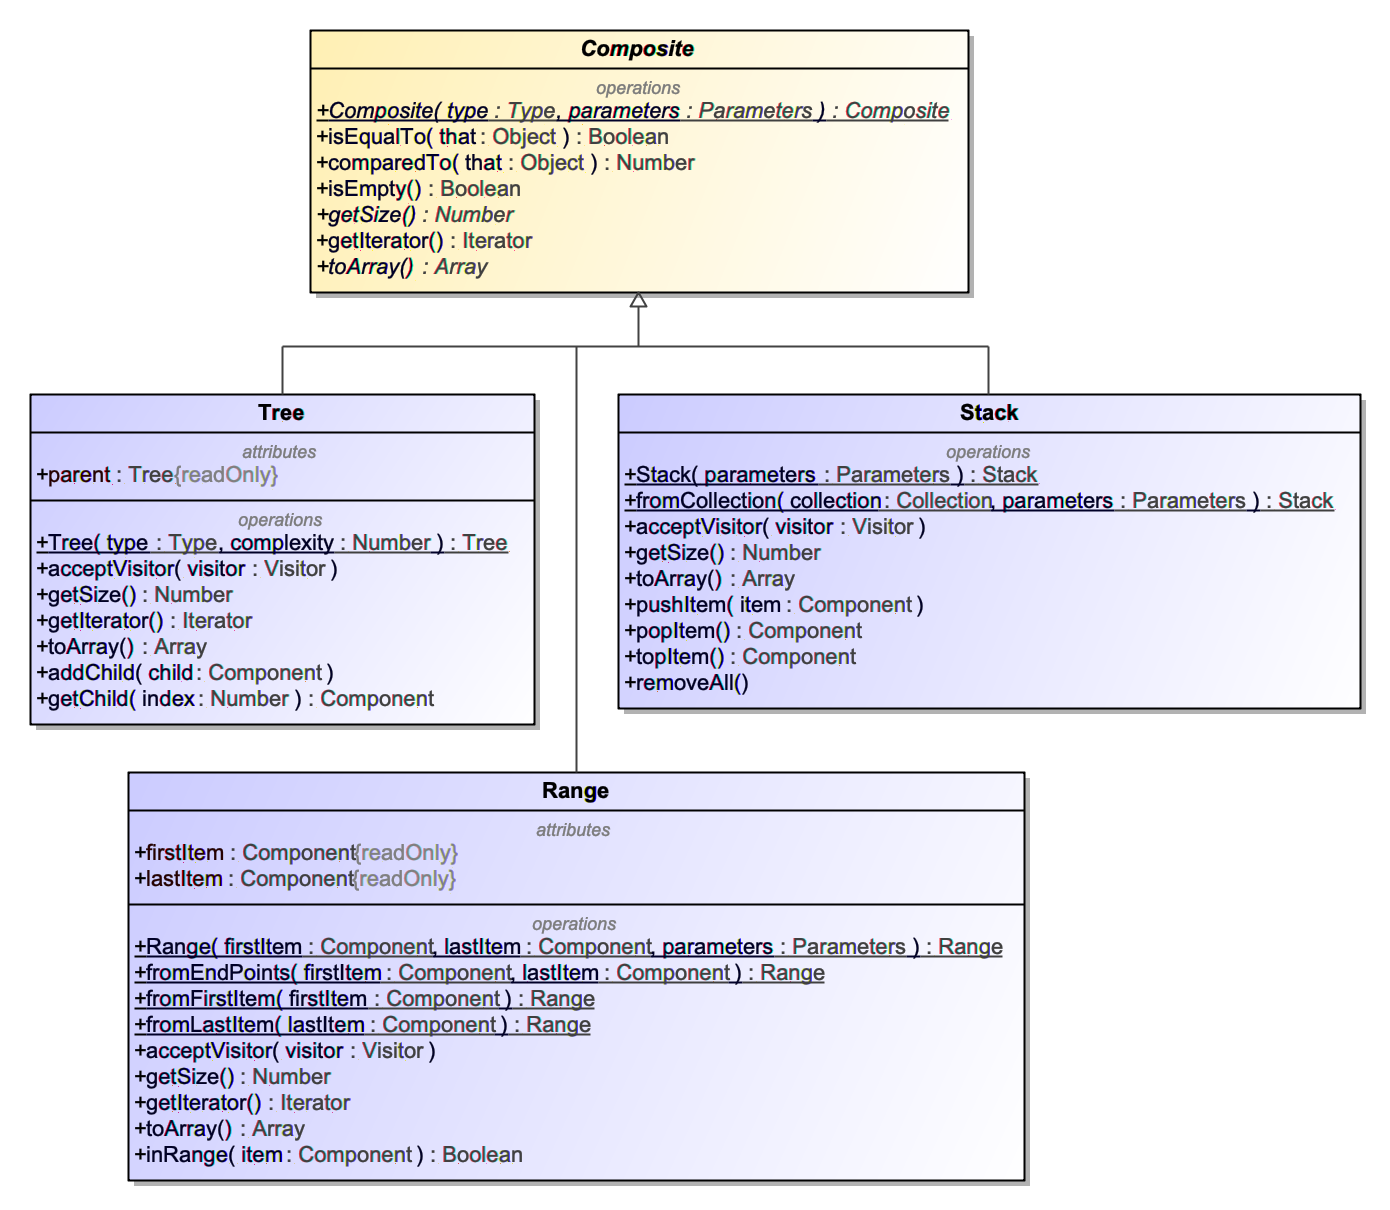 Composite
operations
+Composite( type : Type, parameters : Parameters ) : Composite
+isEqualTo( that : Object ) : Boolean
+comparedTo( that : Object ) : Number
+isEmpty() : Boolean
+getSize() : Number
+getIterator() : Iterator
+toArray() : Array
Tree
attributes
+parent : Tree{readOnly}
operations
+Tree( type : Type, complexity : Number ) : Tree
+acceptVisitor( visitor : Visitor )
+getSize() : Number
+getIterator() : Iterator
+toArray() : Array
+addChild( child : Component )
+getChild( index : Number ) : Component
Stack
operations
+Stack( parameters : Parameters ) : Stack
+fromCollection( collection : Collection, parameters : Parameters ) : Stack
+acceptVisitor( visitor : Visitor )
+getSize() : Number
+toArray() : Array
+pushItem( item : Component )
+popItem() : Component
+topItem() : Component
+removeAll()
Range
attributes
+firstItem : Component{readOnly}
+lastItem : Component{readOnly}
operations
+Range( firstItem : Component, lastItem : Component, parameters : Parameters ) : Range
+fromEndPoints( firstItem : Component, lastItem : Component ) : Range
+fromFirstItem( firstItem : Component ) : Range
+fromLastItem( lastItem : Component ) : Range
+acceptVisitor( visitor : Visitor )
+getSize() : Number
+getIterator() : Iterator
+toArray() : Array
+inRange( item : Component ) : Boolean